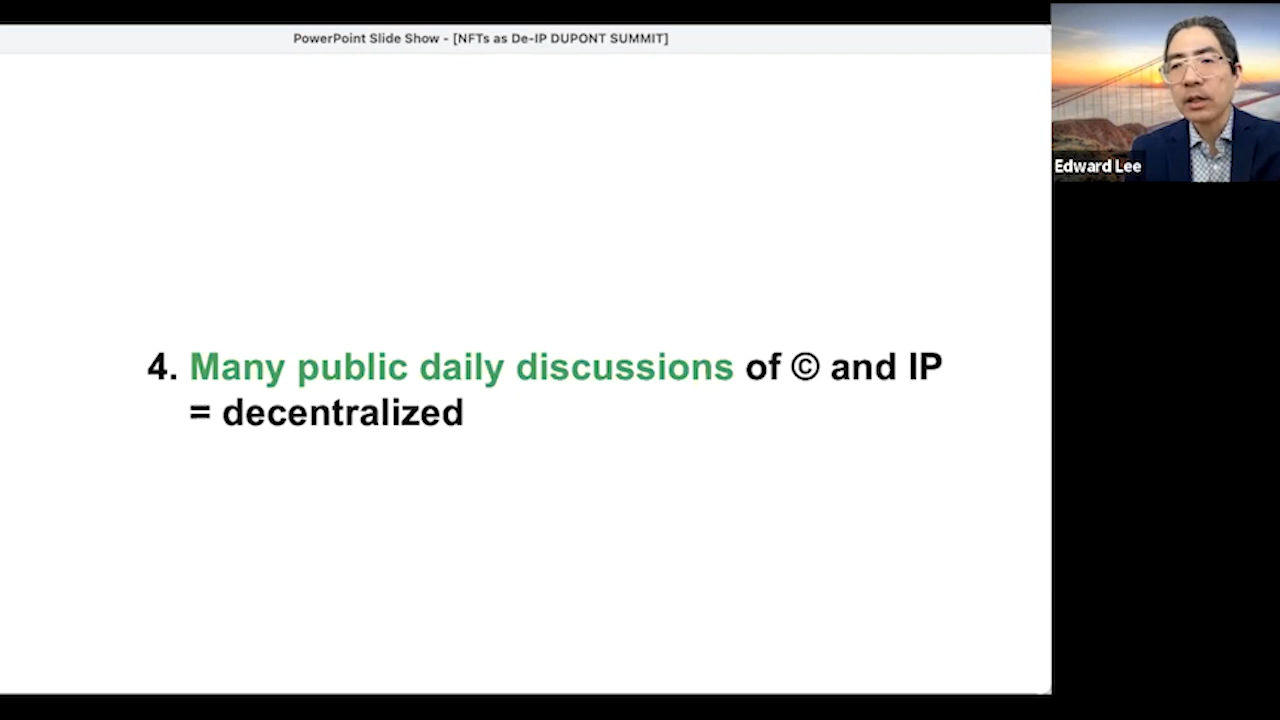 PowerPoint Slide Show - [NFTs as De-IP DUPONT SUMMIT]
Edward Lee
4. Many public daily discussions of © and IP
= decentralized